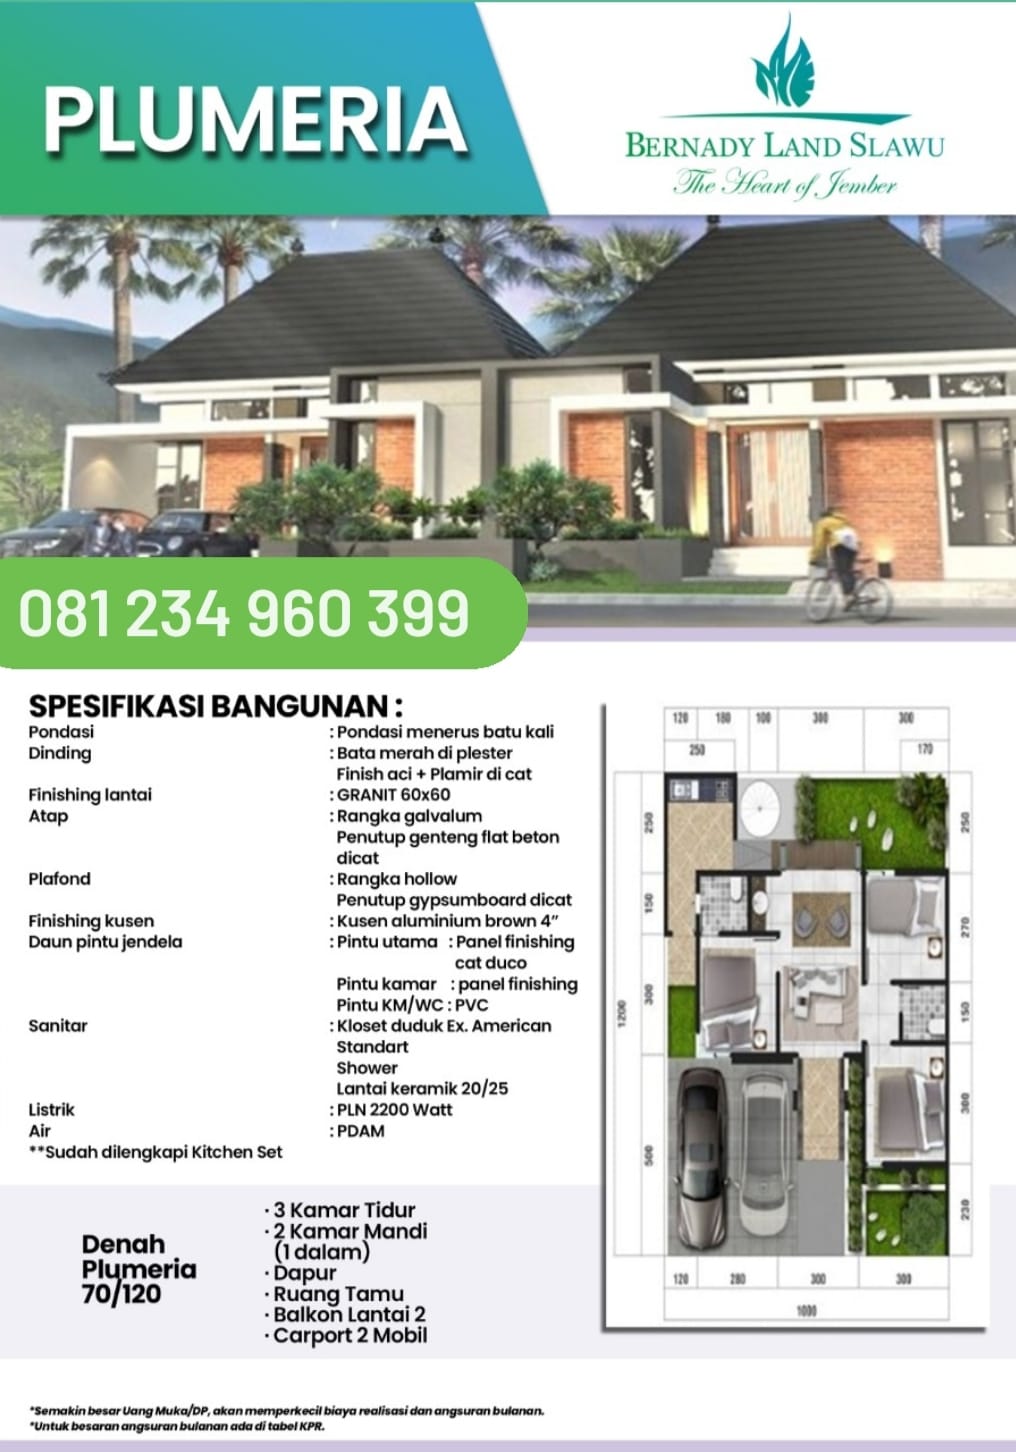 PLUMERIA
BERNADY LAND SLAWU
The Heart of Jember
081 234 960 399
SPESIFIKASI BANGUNAN :
Pondasi : Pondasi menerus batu kali
Dinding : Bata merah di plester
Finish aci + Plamir di cat
Finishing lantai : GRANIT 60x60
Atap : Rangka galvalum
Penutup genteng flat beton
dicat
Plafond : Rangka hollow
Penutup gypsumboard dicat
Finishing kusen : Kusen aluminium brown 4”
Daun pintu jendela : Pintu utama : Panel finishing
cat duco
Pintu kamar : panel finishing
Pintu KM/WC : PVC
Sanitar : Kloset duduk Ex. American
Standart
Shower
Lantai keramik 20/25
Listrik : PLN 2200 Watt
Air : PDAM
**Sudah dilengkapi Kitchen Set
120 180 100 300 300
250 170
250 250
150 270
300 150
1200
300
500
230
120 280 300 300
1000
Denah
Plumeria
70/120
· 3 Kamar Tidur
· 2 Kamar Mandi
(1 dalam)
· Dapur
· Ruang Tamu
· Balkon Lantai 2
· Carport 2 Mobil
*Semakin besar Uang Muka/DP, akan memperkecil biaya realisasi dan angsuran bulanan.
*Untuk besaran angsuran bulanan ada di tabel KPR.